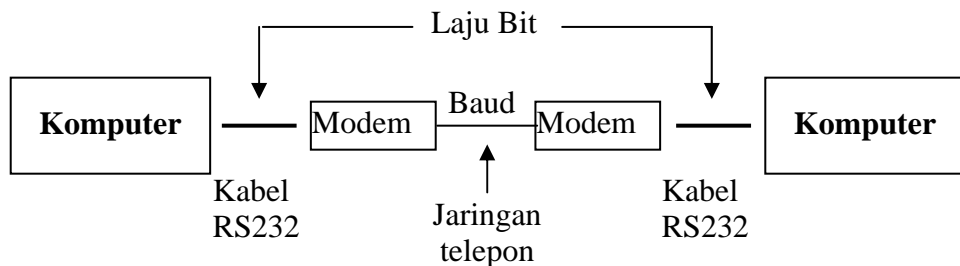 Laju Bit
Komputer
Modem
Baud
Modem
Komputer
Kabel
RS232
Jaringan
telepon
Kabel
RS232